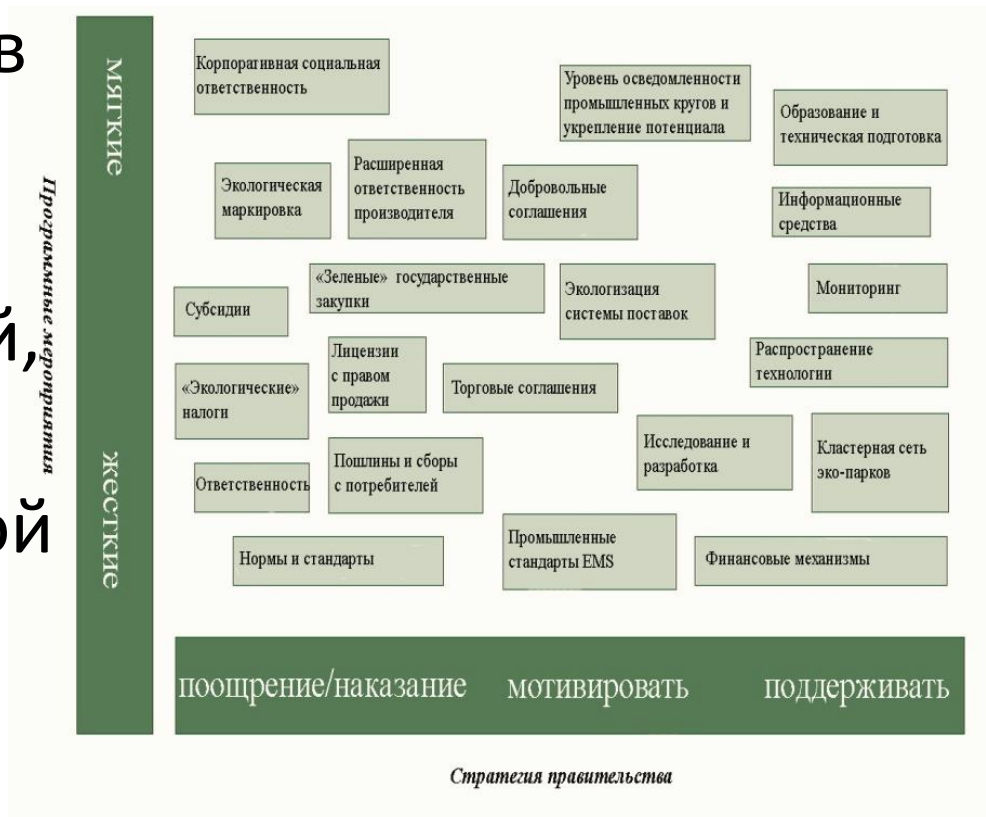 в
й,
ой
Программные мероприятия
мягкие
жесткие
Корпоративная социальная
ответственность
Уровень осведомленности
промышленных кругов и
укрепление потенциала
Образование и
техническая подготовка
Экологическая
маркировка
Расширенная
ответственность
производителя
Добровольные
соглашения
Информационные
средства
Субсидии
«Зеленые» государственные
закупки
Экологизация
системы поставок
Мониторинг
«Экологические»
налоги
Лицензии
с правом
продажи
Торговые соглашения
Распространение
технологии
Ответственность
Пошлины и сборы
с потребителей
Исследование и
разработка
Кластерная сеть
эко-парков
Нормы и стандарты
Промышленные
стандарты EMS
Финансовые механизмы
поощрение/наказание
мотивировать
поддерживать
Стратегия правительства